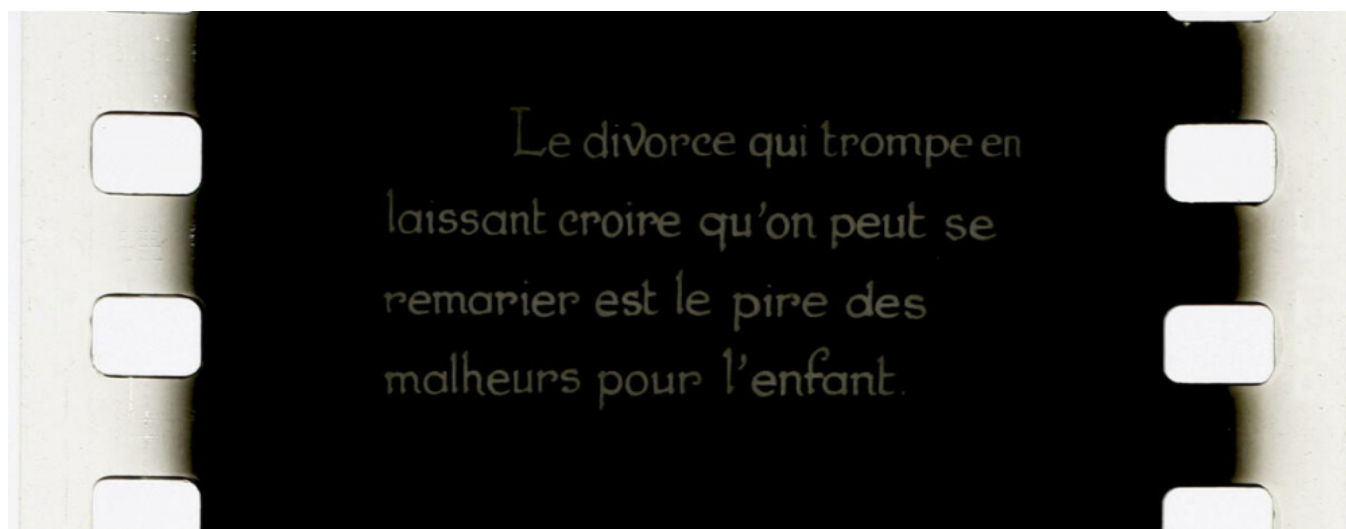 Le divorce qui trompe en
laissant croire qu'on peut se
remarier est le pire des
malheurs pour l'enfant.